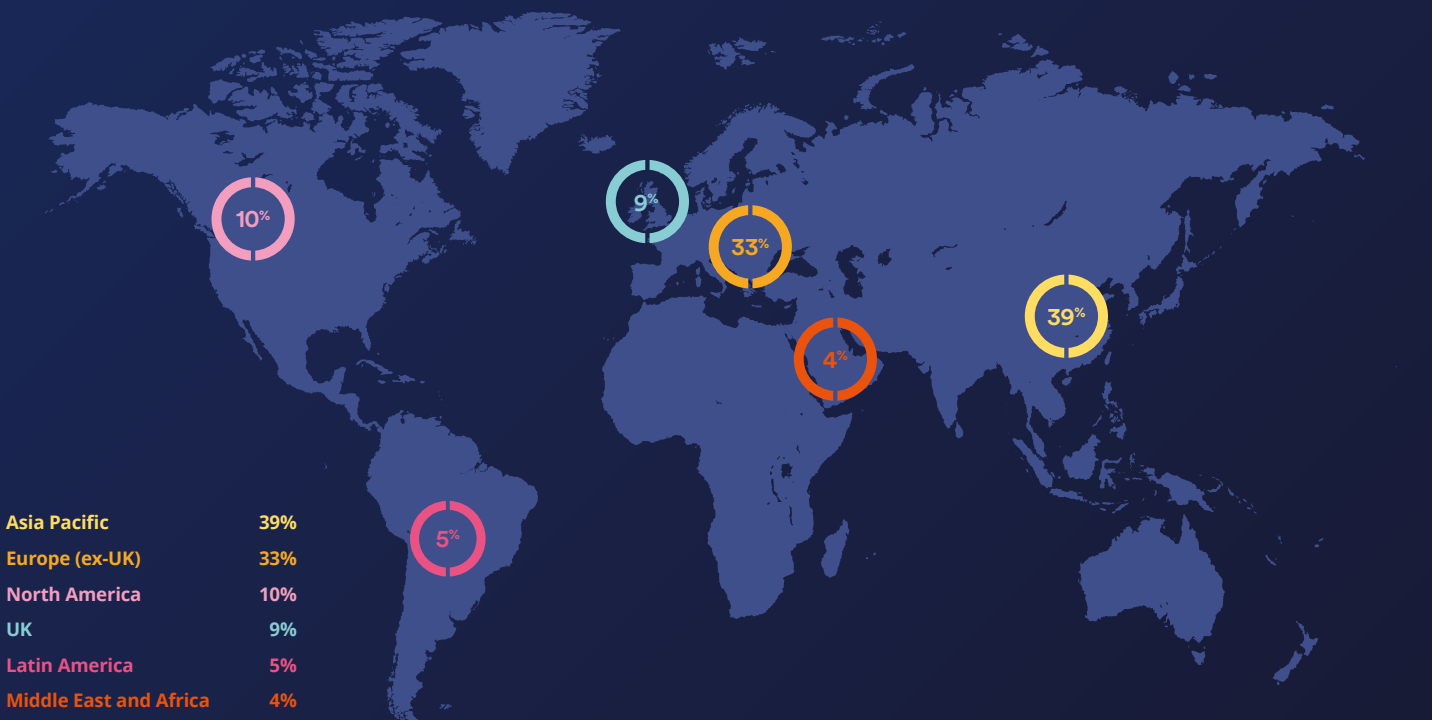 9%
10%
33%
39%
4%
5%
Asia Pacific 39%
Europe (ex-UK) 33%
North America 10%
UK 9%
Latin America 5%
Middle East and Africa 4%